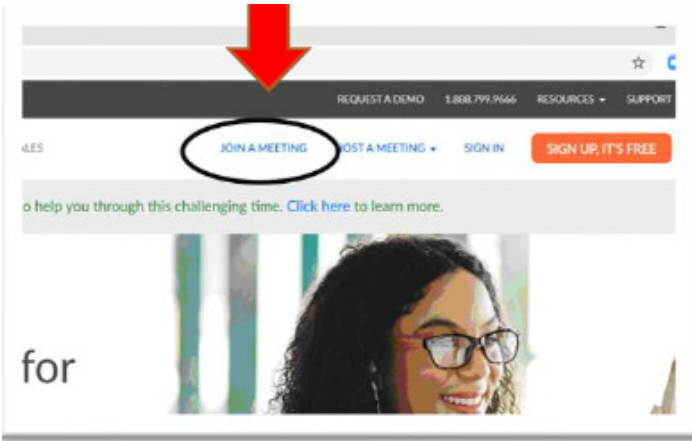 REQUEST A DEMO 1.888.799.9666 RESOURCES SUPPORT
ALES JOIN A MEETING HOST A MEETING SIGN IN SIGN UP, IT'S FREE
o help you through this challenging time. Click here to learn more.
for